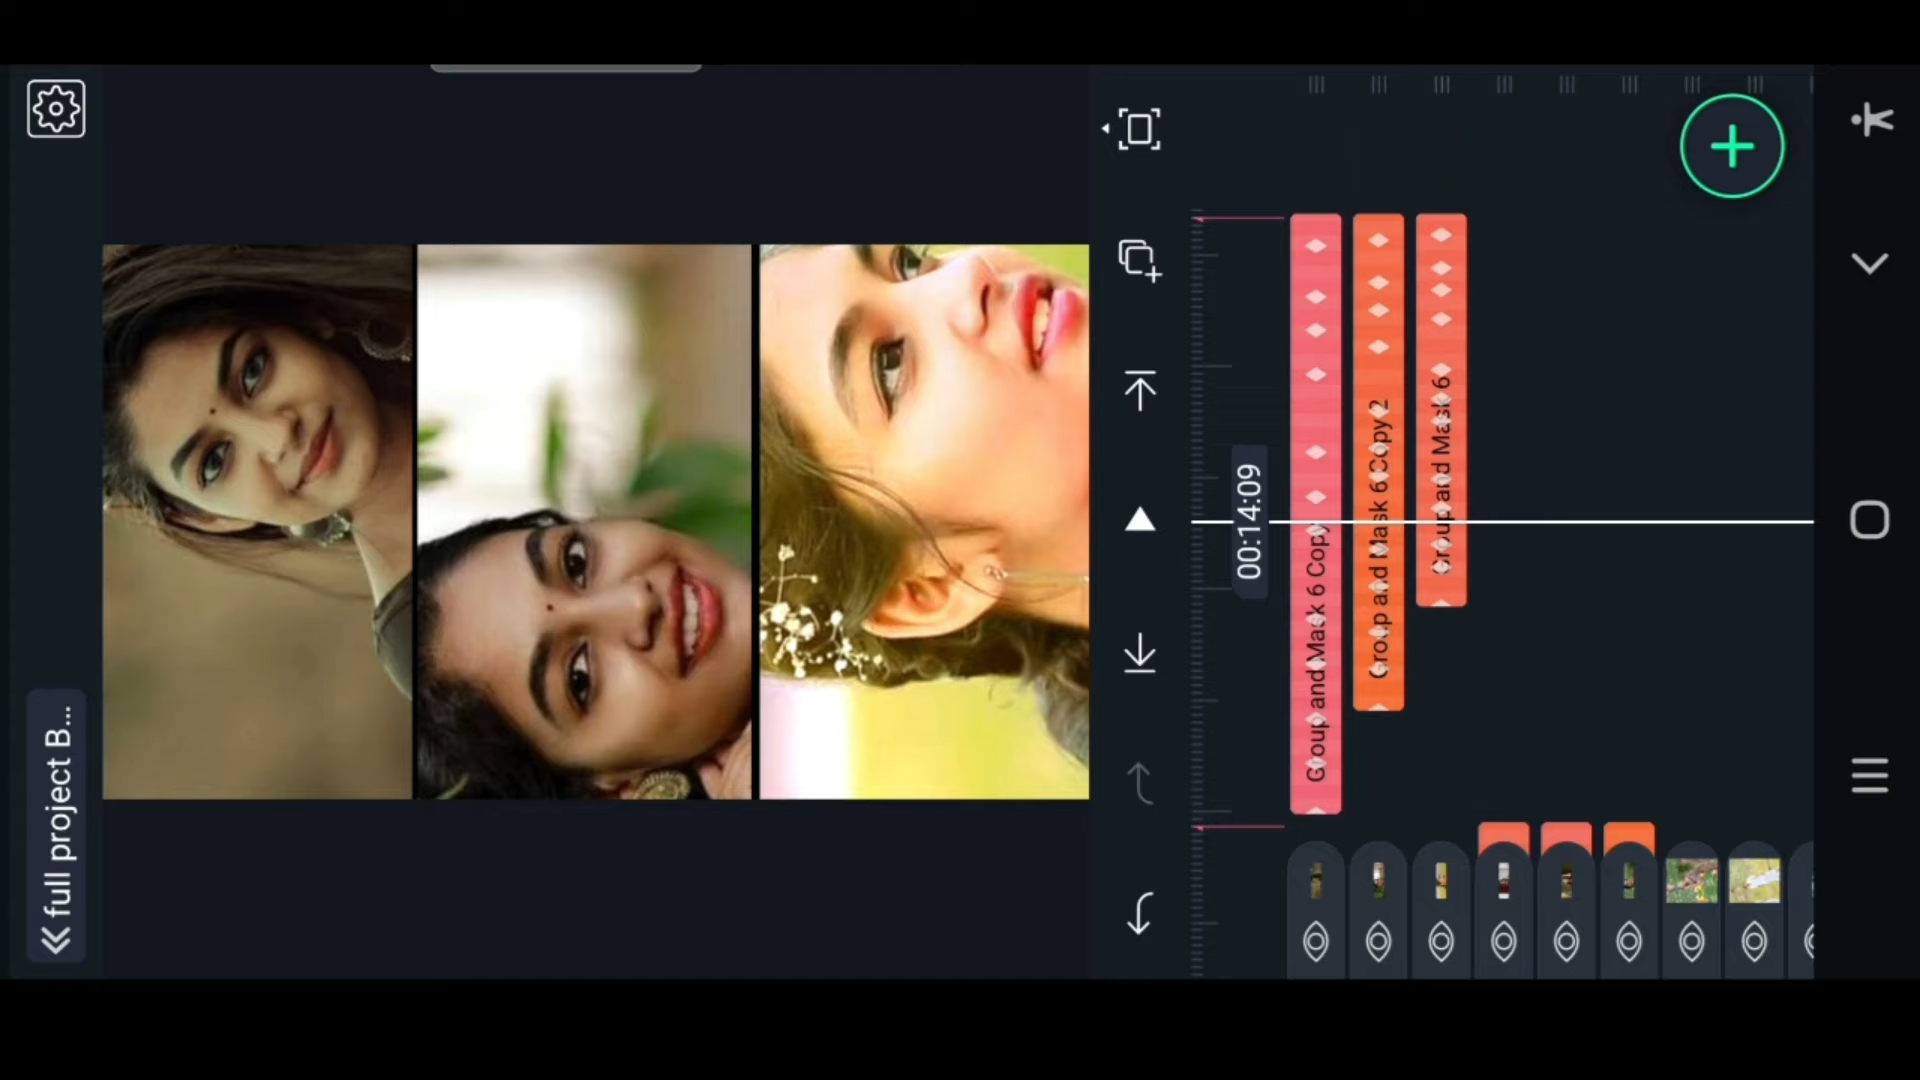 full project B...
00:14:09
Group and Mask 6 Copy
Group and Mask 6 Copy 2
Group and Mask 6